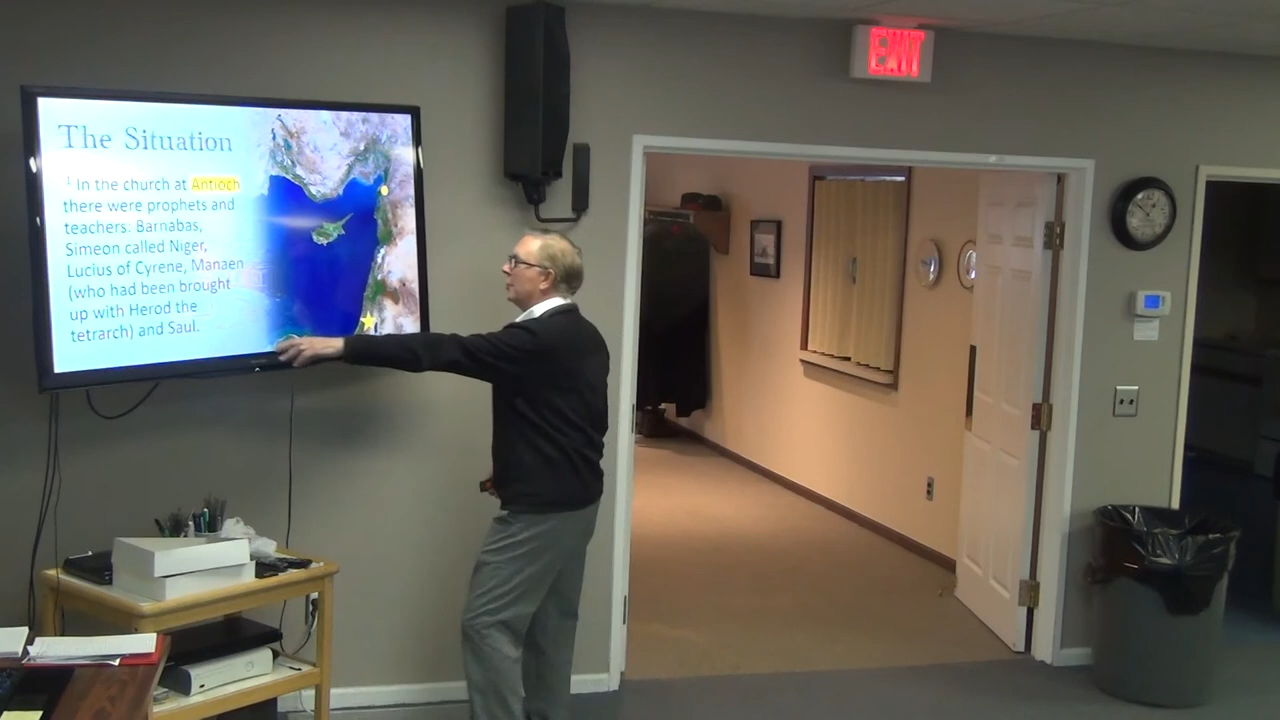 The Situation
1 In the church at Antioch
there were prophets and
teachers: Barnabas,
Simeon called Niger,
Lucius of Cyrene, Manaen
(who had been brought
up with Herod the
tetrarch) and Saul.
EXIT